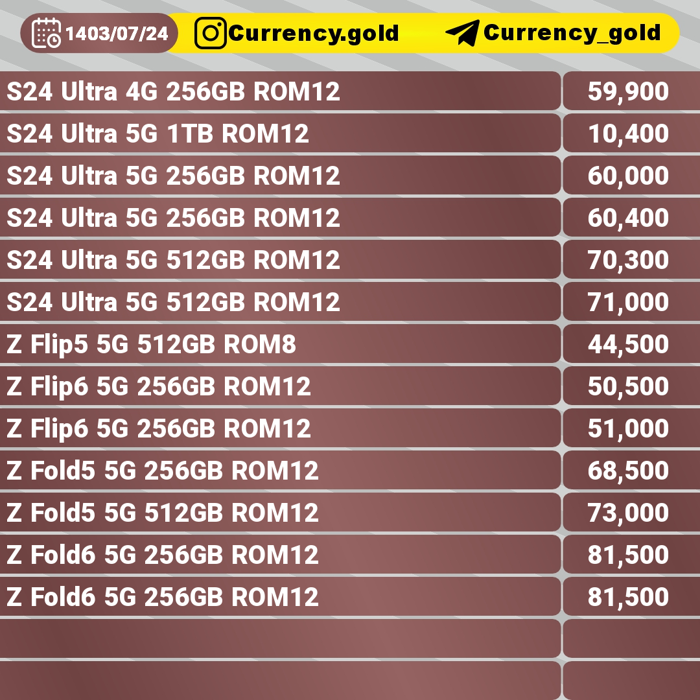 1403/07/24 Currency.gold Currency_gold
S24 Ultra 4G 256GB ROM12 59,900
S24 Ultra 5G 1TB ROM12 10,400
S24 Ultra 5G 256GB ROM12 60,000
S24 Ultra 5G 256GB ROM12 60,400
S24 Ultra 5G 512GB ROM12 70,300
S24 Ultra 5G 512GB ROM12 71,000
Z Flip5 5G 512GB ROM8 44,500
Z Flip6 5G 256GB ROM12 50,500
Z Flip6 5G 256GB ROM12 51,000
Z Fold5 5G 256GB ROM12 68,500
Z Fold5 5G 512GB ROM12 73,000
Z Fold6 5G 256GB ROM12 81,500
Z Fold6 5G 256GB ROM12 81,500